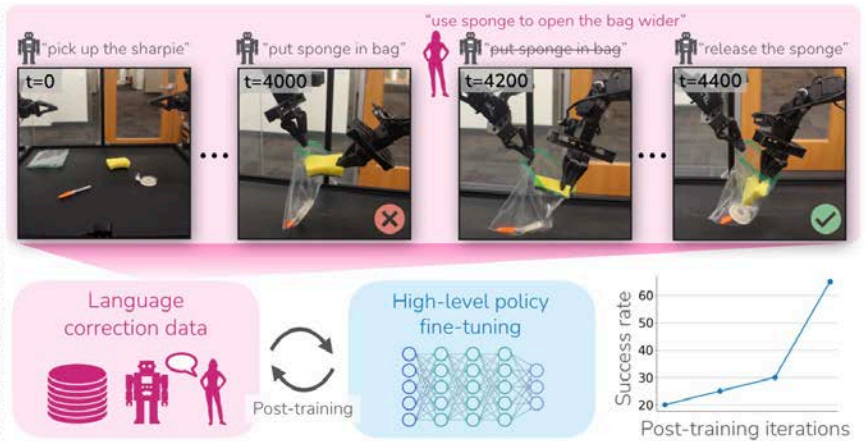 “use sponge to open the bag wider”
“pick up the sharpie”
“put sponge in bag”
“put sponge in bag”
“release the sponge”
t=0
t=4000
t=4200
t=4400
Language
correction data
Post-training
High-level policy
fine-tuning
Success rate
60
50
40
30
20
Post-training iterations